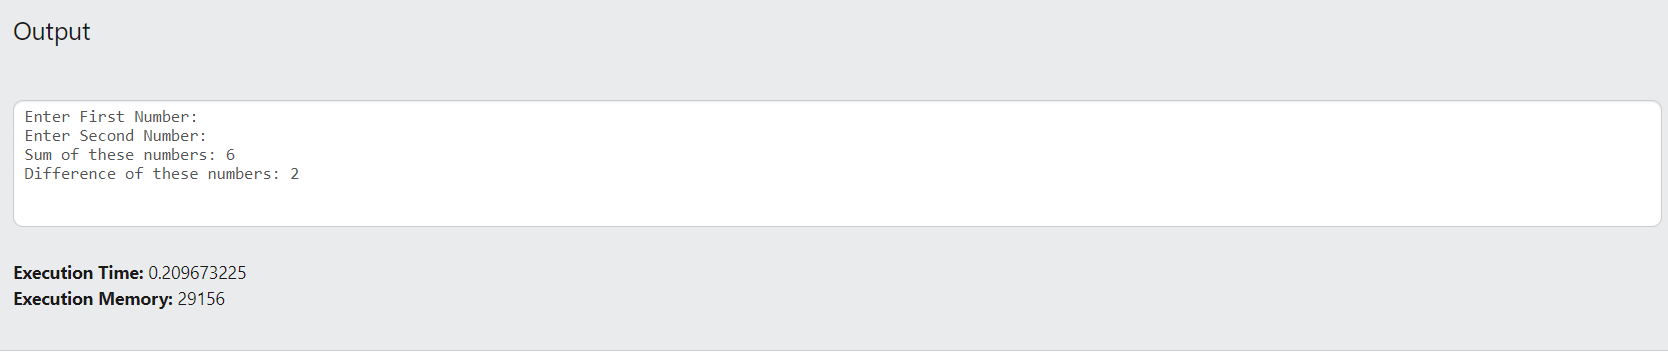 Output
Enter First Number:
Enter Second Number:
Sum of these numbers: 6
Difference of these numbers: 2
Execution Time: 0.209673225
Execution Memory: 29156